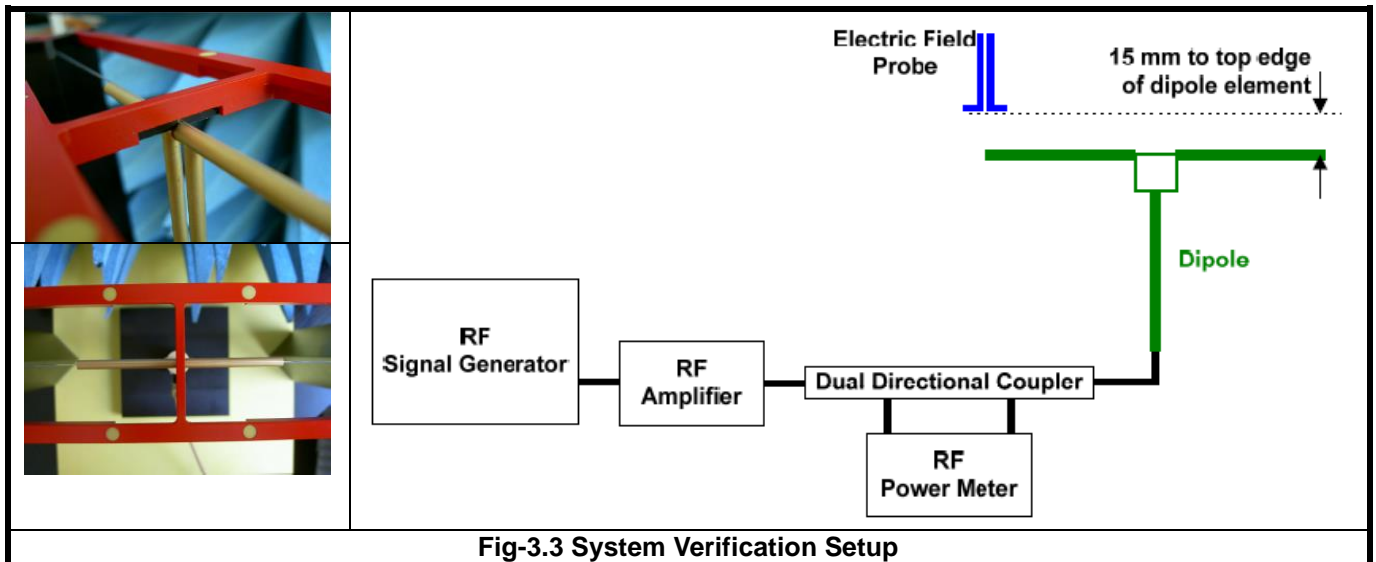 Electric Field
Probe
15 mm to top edge
of dipole element
Dipole
RF
Signal Generator
RF
Amplifier
Dual Directional Coupler
RF
Power Meter
Fig-3.3 System Verification Setup